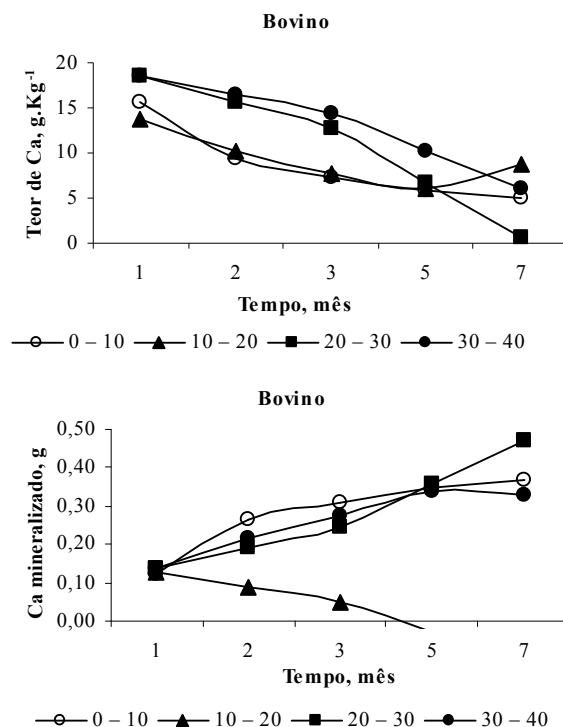 Bovino
Teor de Ca, g.Kg⁻¹
20
15
10
5
0
1 2 3 5 7
Tempo, mês
0 – 10 10 – 20 20 – 30 30 – 40
Bovino
Ca mineralizado, g
0,50
0,40
0,30
0,20
0,10
0,00
1 2 3 5 7
Tempo, mês
0 – 10 10 – 20 20 – 30 30 – 40